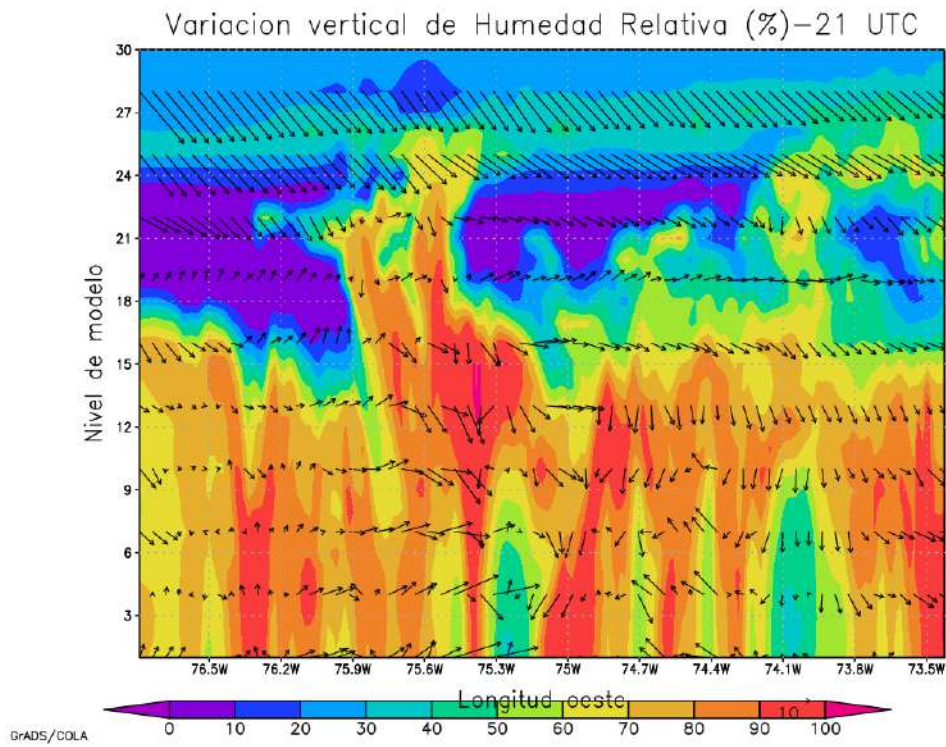 Variacion vertical de Humedad Relativa (%)-21 UTC
30
27
24
21
18
15
12
9
6
3
Nivel de modelo
76.5W 76.2W 75.9W 75.6W 75.3W 75W 74.7W 74.4W 74.1W 73.8W 73.5W
Longitud oeste
10
0 10 20 30 40 50 60 70 80 90 100
GrADS/COLA